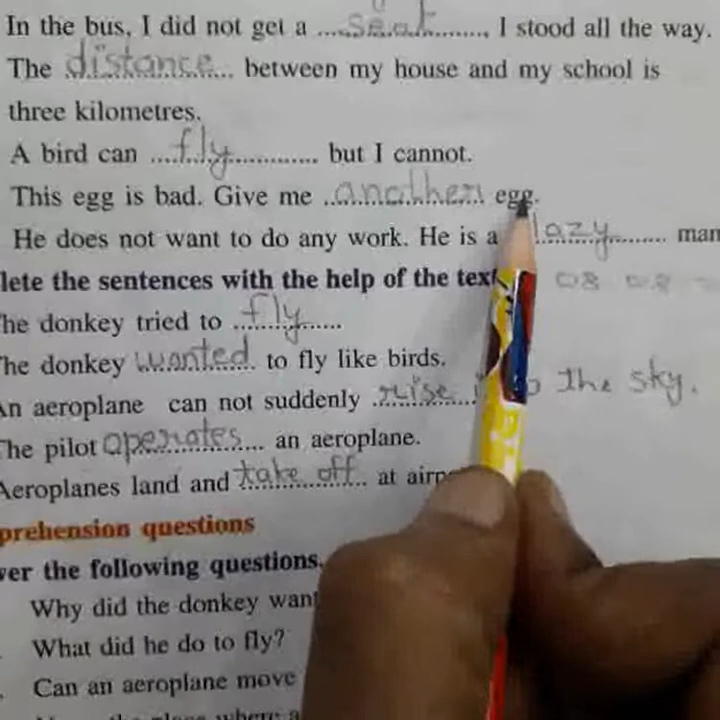 In the bus, I did not get a ....seat........., I stood all the way.
The distance... between my house and my school is
three kilometres.
A bird can ....fly............. but I cannot.
This egg is bad. Give me ..another.. egg.
He does not want to do any work. He is a lazy........ man
lete the sentences with the help of the text
he donkey tried to ...fly.......
he donkey wanted.. to fly like birds.
n aeroplane can not suddenly ..rise the sky.
he pilot operates.... an aeroplane.
Aeroplanes land and take off.. at airp
prehension questions
er the following questions.
Why did the donkey want
What did he do to fly?
Can an aeroplane move